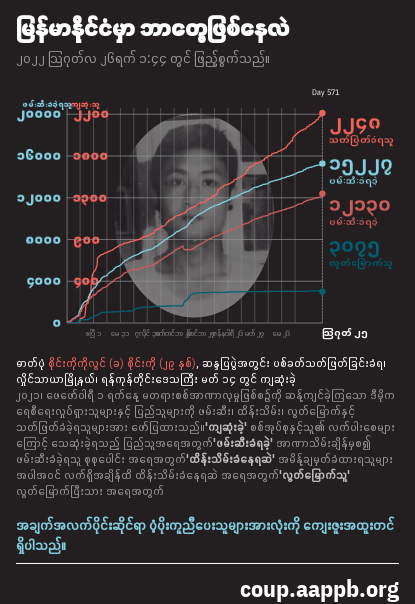 မြန်မာနိုင်ငံမှာ ဘာတွေဖြစ်နေလဲ
၂၀၂၂ ဩဂုတ်လ ၂၆ရက် ၁:၄၄ တွင် ဖြည့်စွက်သည်။
Day 571
ဖမ်းဆီးခံရသူ ကျဆုံးသူ
၂၀၀၀၀ ၂၂၀၀
၁၆၀၀၀
၁၂၀၀၀ ၁၃၀၀
၈၀၀၀ ၉၀၀
၄၀၀၀ ၄၀၀
၀
၂၂၄၈
သတ်ဖြတ်ခံရသူ
၁၅၂၂၇
ဖမ်းဆီးခံရခဲ့
၁၂၁၃၀
ဖမ်းဆီးခံရခဲ့
၃၀၇၅
လွတ်မြောက်သူ
ဩဂုတ် ၂၅
ဓာတ်ပုံ စိုင်းကိုကိုလွင် (ခ) စိုင်းကို (၂၉ နှစ်), ဆန္ဒပြပွဲအတွင်း ပစ်ခတ်သတ်ဖြတ်ခြင်းခံရ၊
လှိုင်သာယာမြို့နယ်၊ ရန်ကုန်တိုင်းဒေသကြီး မတ် ၁၄ တွင် ကျဆုံးခဲ့
၂၀၂၁ ဖေဖော်ဝါရီ ၁ ရက်နေ့ မတရားစစ်အာဏာလုမှုဖြစ်စဉ်ကို ဆန့်ကျင်ခဲ့ကြသော ဒီမိုက
ရေစီရေးလှုပ်ရှားသူများနှင့် ပြည်သူများကို ဖမ်းဆီး၊ ထိန်းသိမ်း၊ လွတ်မြောက်နှင့်
သတ်ဖြတ်ခံခဲ့ရသူများအား ဖော်ပြထားသည်။'ကျဆုံးခဲ့' စစ်အုပ်စုနှင့်သူ၏ လက်ပါးစေများ
ကြောင့် သေဆုံးခဲ့ရသည့် ပြည်သူအရေအတွက်'ဖမ်းဆီးခံရခဲ့' အာဏာသိမ်းချိန်မှစ၍
ဖမ်းဆီးခံခဲ့ရသူ စုစုပေါင်း အရေအတွက်'ထိန်းသိမ်းခံနေရဆဲ' အမိန့်ချမှတ်ခံထားရသူများ
အပါအဝင် လက်ရှိအချိန်ထိ ထိန်းသိမ်းခံနေရဆဲ အရေအတွက်'လွတ်မြောက်သူ'
လွတ်မြောက်ပြီးသား အရေအတွက်
အချက်အလက်ပိုင်းဆိုင်ရာ ပံ့ပိုးကူညီပေးသူများအားလုံးကို ကျေးဇူးအထူးတင်
ရှိပါသည်။
coup.aappb.org